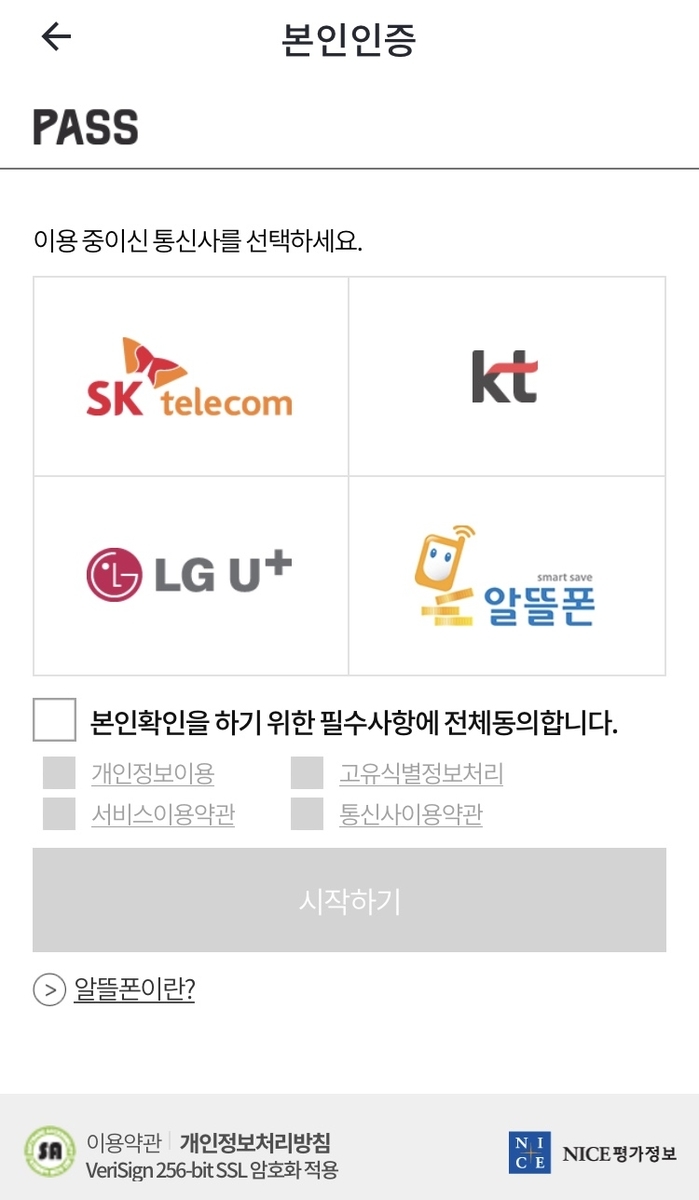 본인인증
PASS
이용 중이신 통신사를 선택하세요.
SK telecom
kt
LG U+
smart save
알뜰폰
본인확인을 하기 위한 필수사항에 전체동의합니다.
개인정보이용 고유식별정보처리
서비스이용약관 통신사이용약관
시작하기
> 알뜰폰이란?
SA
이용약관 | 개인정보처리방침
VeriSign 256-bit SSL 암호화 적용
NICE NICE평가정보